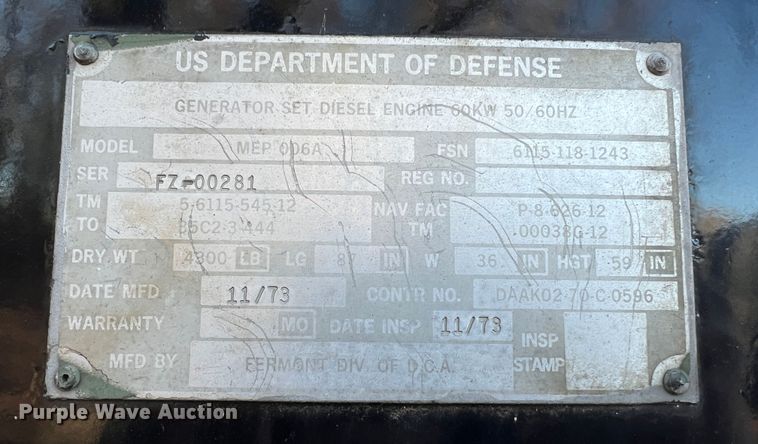 US DEPARTMENT OF DEFENSE
GENERATOR SET DIESEL ENGINE 60KW 50/60HZ
MODEL MEP 006A FSN 6115-118-1243
SER FZ-00281 REG NO.
TM 5-6115-545-12 NAV FAC P-8-626-12
TO 35C2-3-444 TM 00038G-12
DRY WT 4300 LB LG 87 IN W 36 IN HGT 59 IN
DATE MFD 11/73 CONTR NO. DAAK02-70-C-0596
WARRANTY MO DATE INSP 11/73 INSP STAMP
MFD BY FERMONT DIV. OF D.C.A.
Purple Wave Auction